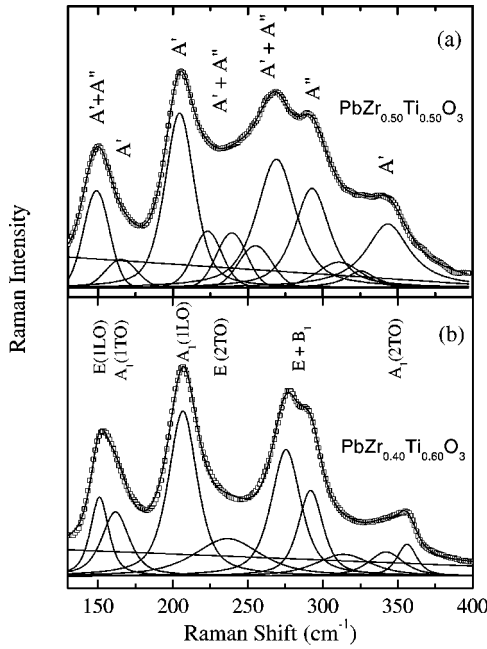 (a)
A'+A"
A'
A'
A' + A"
A' + A"
A"
A'
PbZr0.50Ti0.50O3
Raman Intensity
(b)
E(1LO)
A1(1TO)
A1(1LO)
E (2TO)
E + B1
A1(2TO)
PbZr0.40Ti0.60O3
150 200 250 300 350 400
Raman Shift (cm-1)